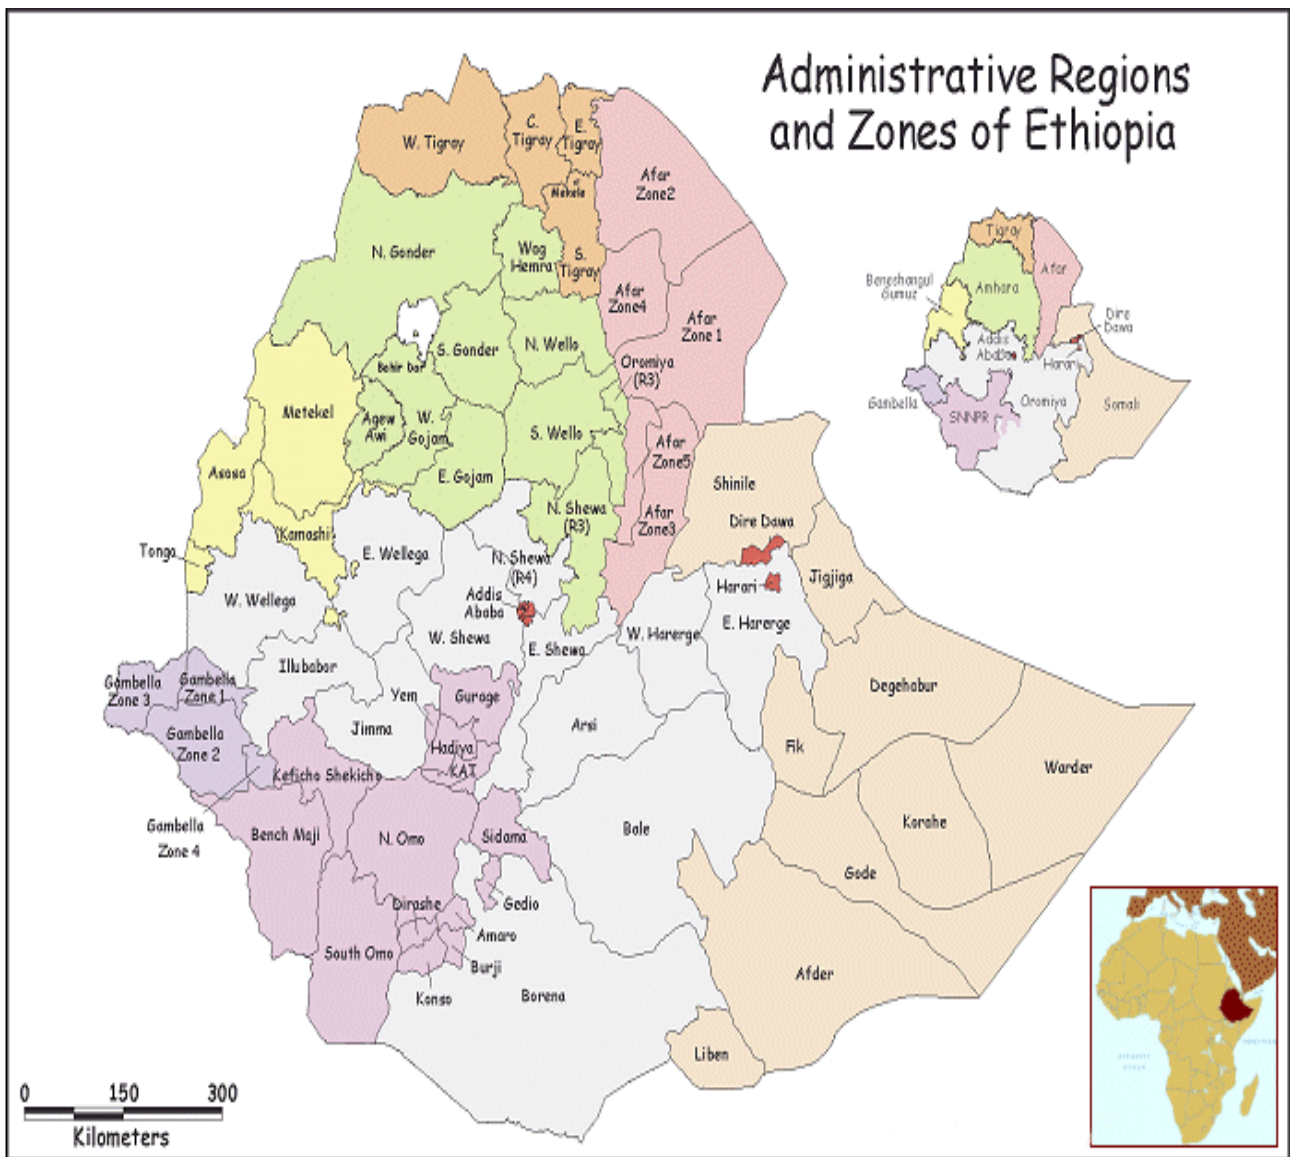 Administrative Regions
and Zones of Ethiopia
W. Tigray
C.
Tigray
E.
Tigray
Mekele
S.
Tigray
Afar
Zone2
N. Gonder
Wag
Hemra
Afar
Zone4
Afar
Zone 1
S. Gonder
N. Wello
Bahir dar
Oromiya
(R3)
Metekel
Agew
Awi
W.
Gojam
S. Wello
Afar
Zone5
E. Gojam
Asosa
Shinile
N. Shewa
(R3)
Afar
Zone3
Dire Dawa
Kamashi
Tongo
E. Wellega
N. Shewa
(R4)
Jigjiga
Harari
W. Wellega
Addis
Ababa
W. Shewa
E. Shewa
W. Harerge
E. Harerge
Illubabor
Gambella
Zone 3
Gambella
Zone 1
Yem
Gurage
Degehabur
Jimma
Arsi
Gambella
Zone 2
Hadiya
KAT
Fik
Keficho Shekicho
Warder
Gambella
Zone 4
Bench Maji
N. Omo
Sidama
Bale
Korahe
Gode
Dirashe
Gedio
Amaro
South Omo
Burji
Konso
Borena
Afder
Liben
Tigray
Afar
Beneshangul
Gumuz
Amhara
Dire
Dawa
Addis
Ababa
Harari
Gambella
SNNPR
Oromiya
Somali
0 150 300
Kilometers